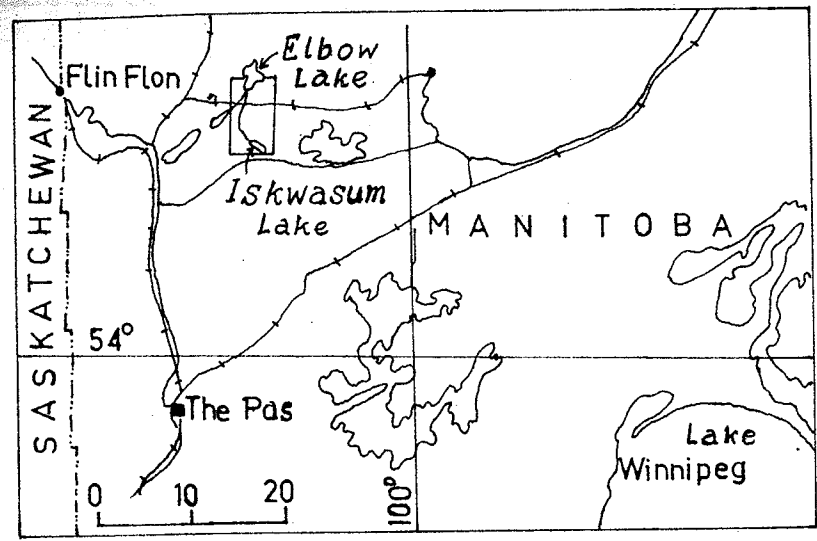 Elbow
Lake
Flin Flon
Iskwasum
Lake
MANITOBA
SASKATCHEWAN
54°
The Pas
Lake
Winnipeg
0 10 20
100°